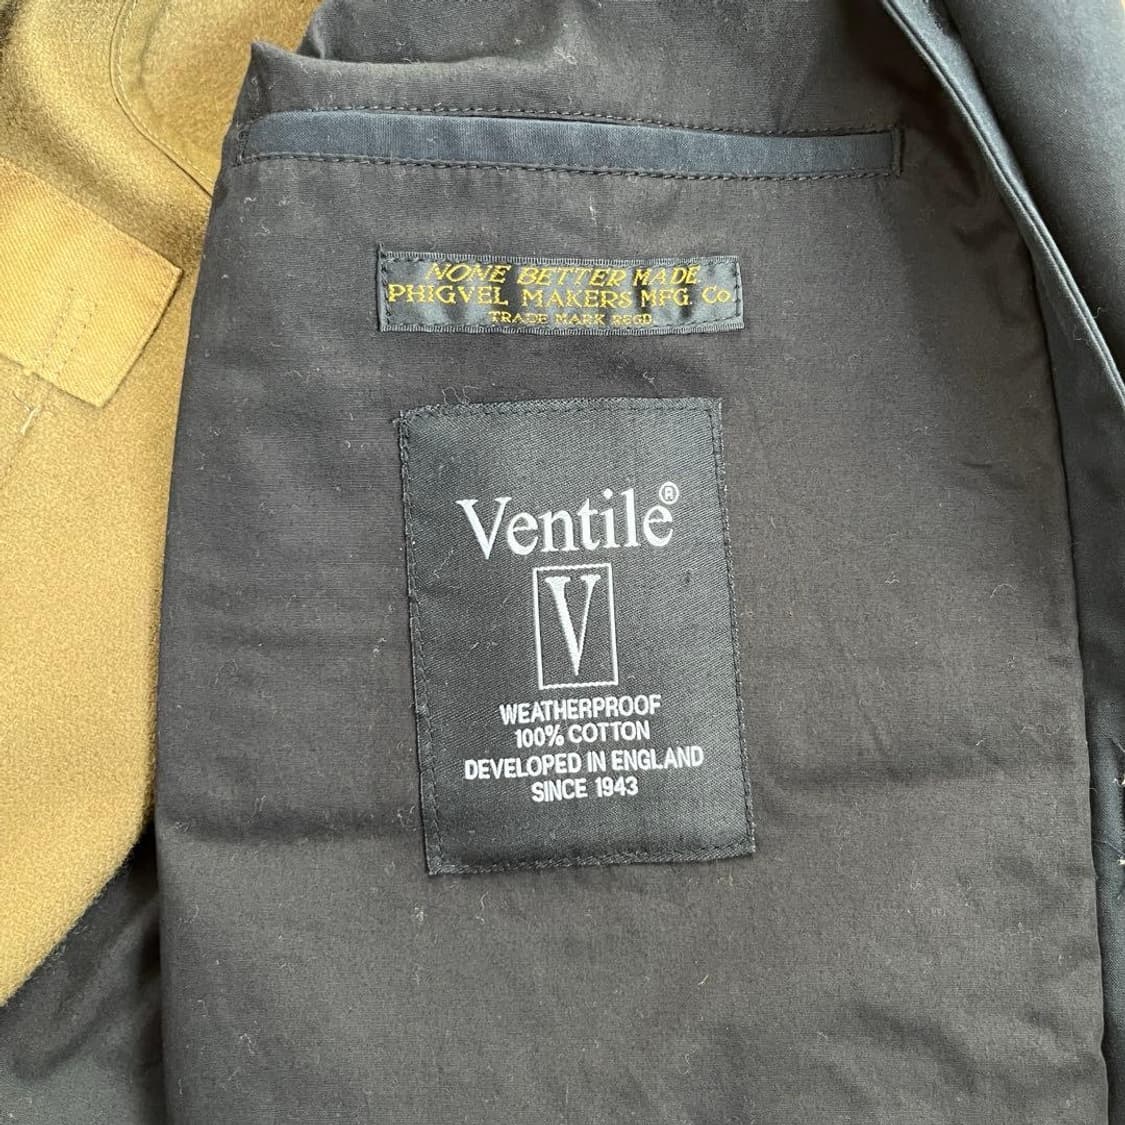 NONE BETTER MADE
PHIGVEL MAKERS MFG. Co.
TRADE MARK REGD.
Ventile®
V
WEATHERPROOF
100% COTTON
DEVELOPED IN ENGLAND
SINCE 1943